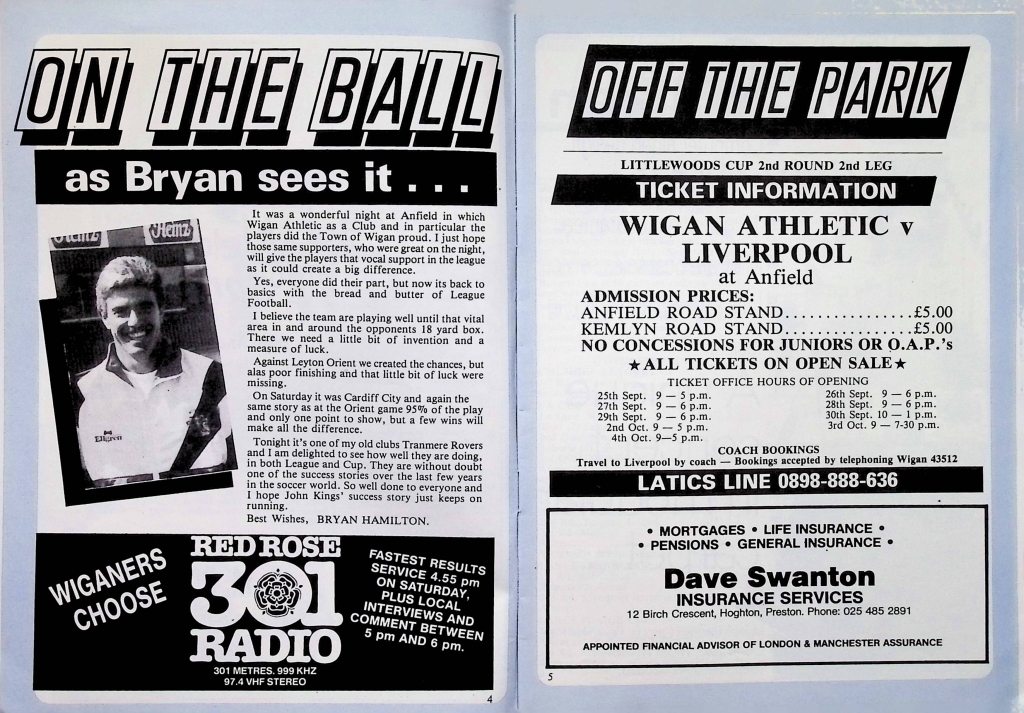 ON THE BALL
as Bryan sees it . . .
Heinz
Heinz
Ellgren
It was a wonderful night at Anfield in which
Wigan Athletic as a Club and in particular the
players did the Town of Wigan proud. I just hope
those same supporters, who were great on the night,
will give the players that vocal support in the league
as it could create a big difference.
Yes, everyone did their part, but now its back to
basics with the bread and butter of League
Football.
I believe the team are playing well until that vital
area in and around the opponents 18 yard box.
There we need a little bit of invention and a
measure of luck.
Against Leyton Orient we created the chances, but
alas poor finishing and that little bit of luck were
missing.
On Saturday it was Cardiff City and again the
same story as at the Orient game 95% of the play
and only one point to show, but a few wins will
make all the difference.
Tonight it's one of my old clubs Tranmere Rovers
and I am delighted to see how well they are doing,
in both League and Cup. They are without doubt
one of the success stories over the last few years
in the soccer world. So well done to everyone and
I hope John Kings' success story just keeps on
running.
Best Wishes, BRYAN HAMILTON.
WIGANERS
CHOOSE
RED ROSE
301
RADIO
301 METRES. 999 KHZ
97.4 VHF STEREO
FASTEST RESULTS
SERVICE 4.55 pm
ON SATURDAY,
PLUS LOCAL
INTERVIEWS AND
COMMENT BETWEEN
5 pm AND 6 pm.
4
OFF THE PARK
LITTLEWOODS CUP 2nd ROUND 2nd LEG
TICKET INFORMATION
WIGAN ATHLETIC v
LIVERPOOL
at Anfield
ADMISSION PRICES:
ANFIELD ROAD STAND................£5.00
KEMLYN ROAD STAND................£5.00
NO CONCESSIONS FOR JUNIORS OR O.A.P.'s
★ALL TICKETS ON OPEN SALE★
TICKET OFFICE HOURS OF OPENING
25th Sept. 9 — 5 p.m. 26th Sept. 9 — 6 p.m.
27th Sept. 9 — 6 p.m. 28th Sept. 9 — 6 p.m.
29th Sept. 9 — 6 p.m. 30th Sept. 10 — 1 p.m.
2nd Oct. 9 — 5 p.m. 3rd Oct. 9 — 7-30 p.m.
4th Oct. 9—5 p.m.
COACH BOOKINGS
Travel to Liverpool by coach — Bookings accepted by telephoning Wigan 43512
LATICS LINE 0898-888-636
• MORTGAGES • LIFE INSURANCE •
• PENSIONS • GENERAL INSURANCE •
Dave Swanton
INSURANCE SERVICES
12 Birch Crescent, Hoghton, Preston. Phone: 025 485 2891
APPOINTED FINANCIAL ADVISOR OF LONDON & MANCHESTER ASSURANCE
5